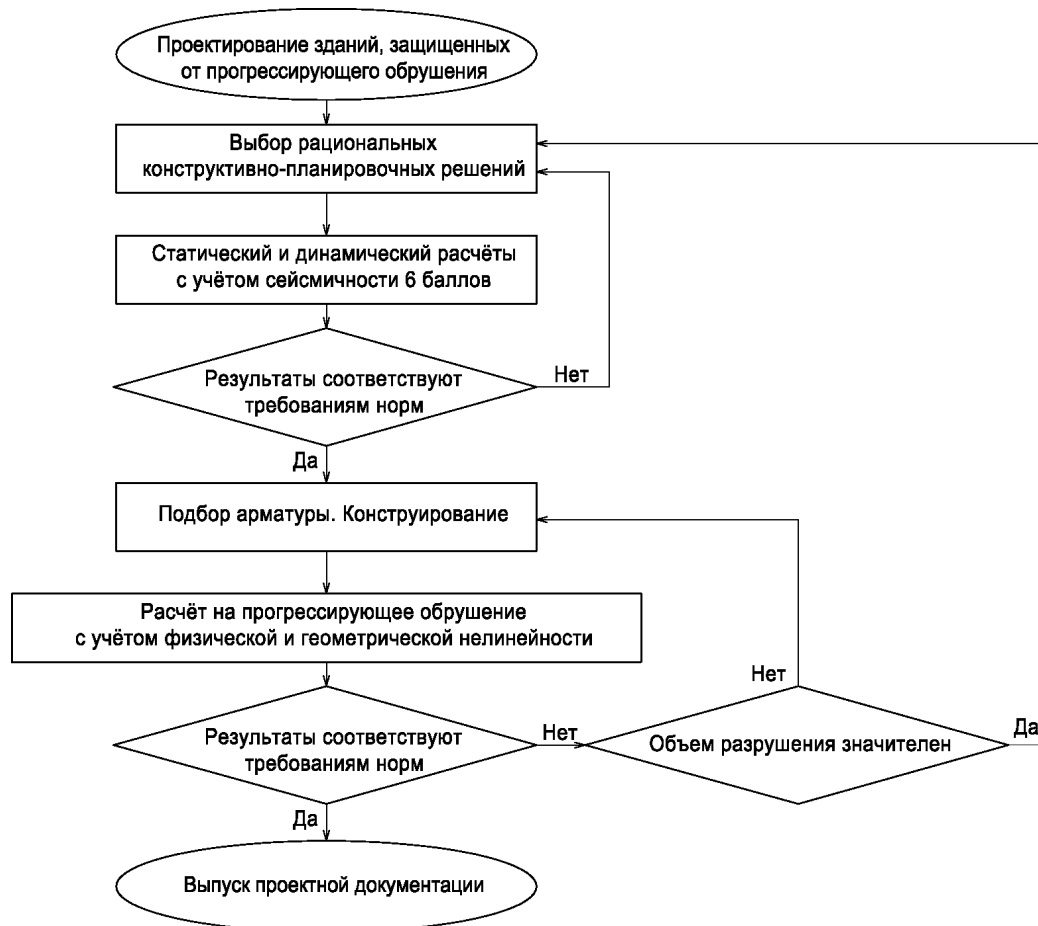 Проектирование зданий, защищенных
от прогрессирующего обрушения
Выбор рациональных
конструктивно-планировочных решений
Статический и динамический расчёты
с учётом сейсмичности 6 баллов
Результаты соответствуют
требованиям норм
Нет
Да
Подбор арматуры. Конструирование
Расчёт на прогрессирующее обрушение
с учётом физической и геометрической нелинейности
Нет
Результаты соответствуют
требованиям норм
Нет
Объем разрушения значителен
Да
Да
Выпуск проектной документации